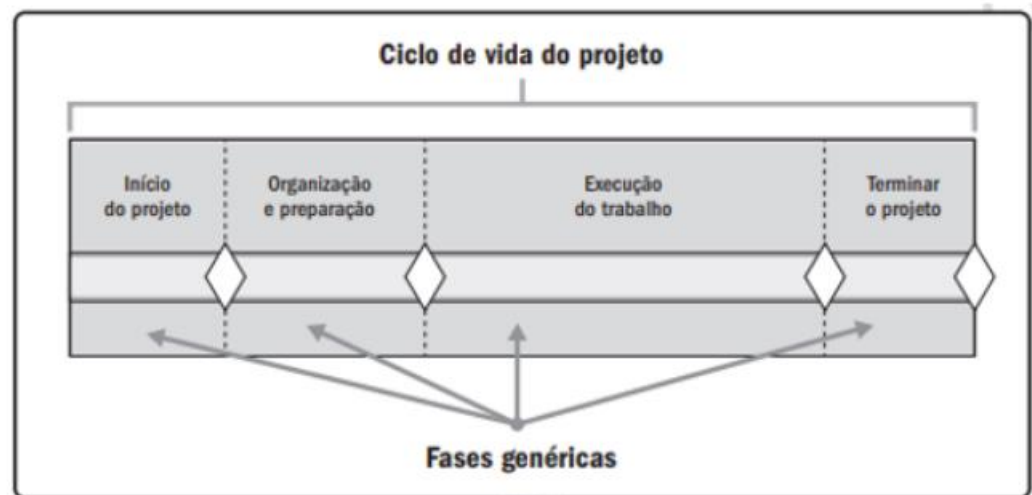 Ciclo de vida do projeto
Início
do projeto
Organização
e preparação
Execução
do trabalho
Terminar
o projeto
Fases genéricas